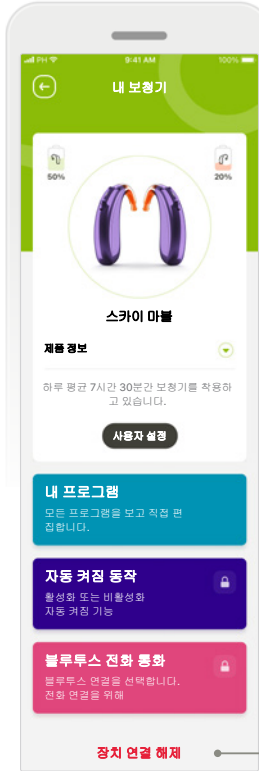 PH
9:41 AM
100%
내 보청기
50%
20%
스카이 마블
제품 정보
하루 평균 7시간 30분간 보청기를 착용하
고 있습니다.
사용자 설정
내 프로그램
모든 프로그램을 보고 직접 편
집합니다.
자동 켜짐 동작
활성화 또는 비활성화
자동 켜짐 기능
블루투스 전화 통화
블루투스 연결을 선택합니다.
전화 연결을 위해
장치 연결 해제